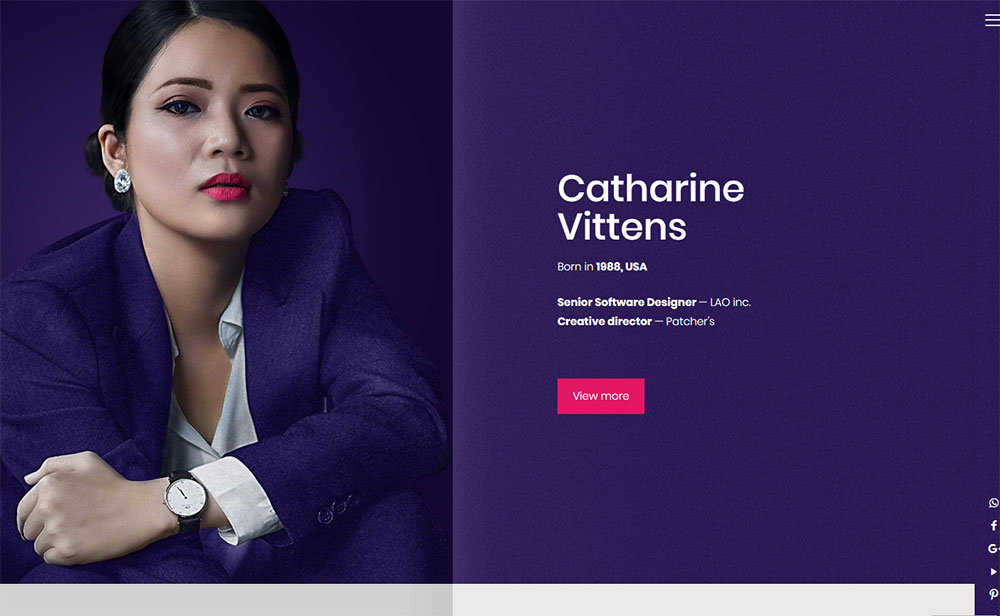 Catharine
Vittens
Born in 1988, USA
Senior Software Designer — LAO inc.
Creative director — Patcher's
View more